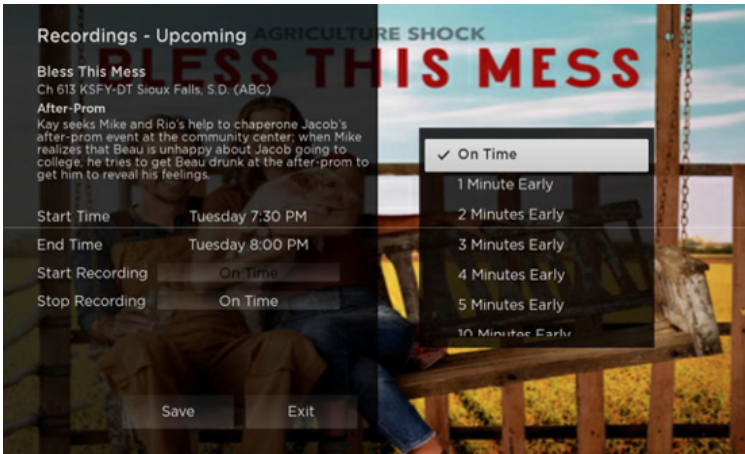 Recordings - Upcoming
AGRICULTURE SHOCK
BLESS THIS MESS
Bless This Mess
Ch 613 KSFY-DT Sioux Falls, S.D. (ABC)
After-Prom
Kay seeks Mike and Rio's help to chaperone Jacob's
after-prom event at the community center; when Mike
realizes that Beau is unhappy about Jacob going to
college, he tries to get Beau drunk at the after-prom to
get him to reveal his feelings.
Start Time Tuesday 7:30 PM
End Time Tuesday 8:00 PM
Start Recording On Time
Stop Recording On Time
Save Exit
✓ On Time
1 Minute Early
2 Minutes Early
3 Minutes Early
4 Minutes Early
5 Minutes Early
10 Minutes Early